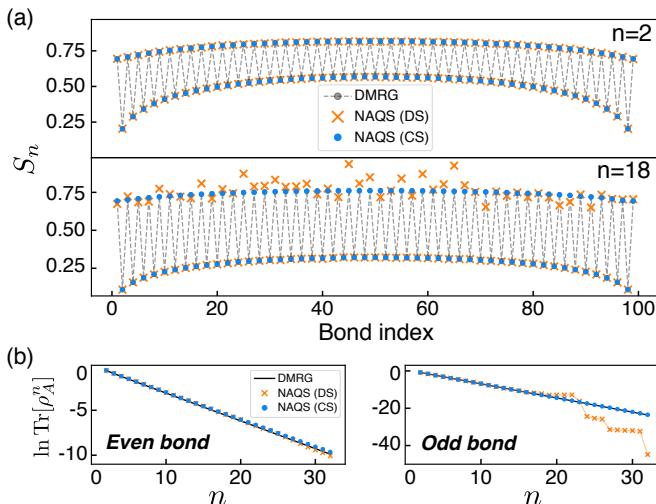 (a)
n=2
0.75
0.50
0.25
DMRG
NAQS (DS)
NAQS (CS)
S_n
n=18
0.75
0.50
0.25
0 20 40 60 80 100
Bond index
(b)
ln Tr[ρ_A^n]
0
-5
-10
DMRG
NAQS (DS)
NAQS (CS)
Even bond
0 10 20 30
n
0
-20
-40
Odd bond
0 10 20 30
n